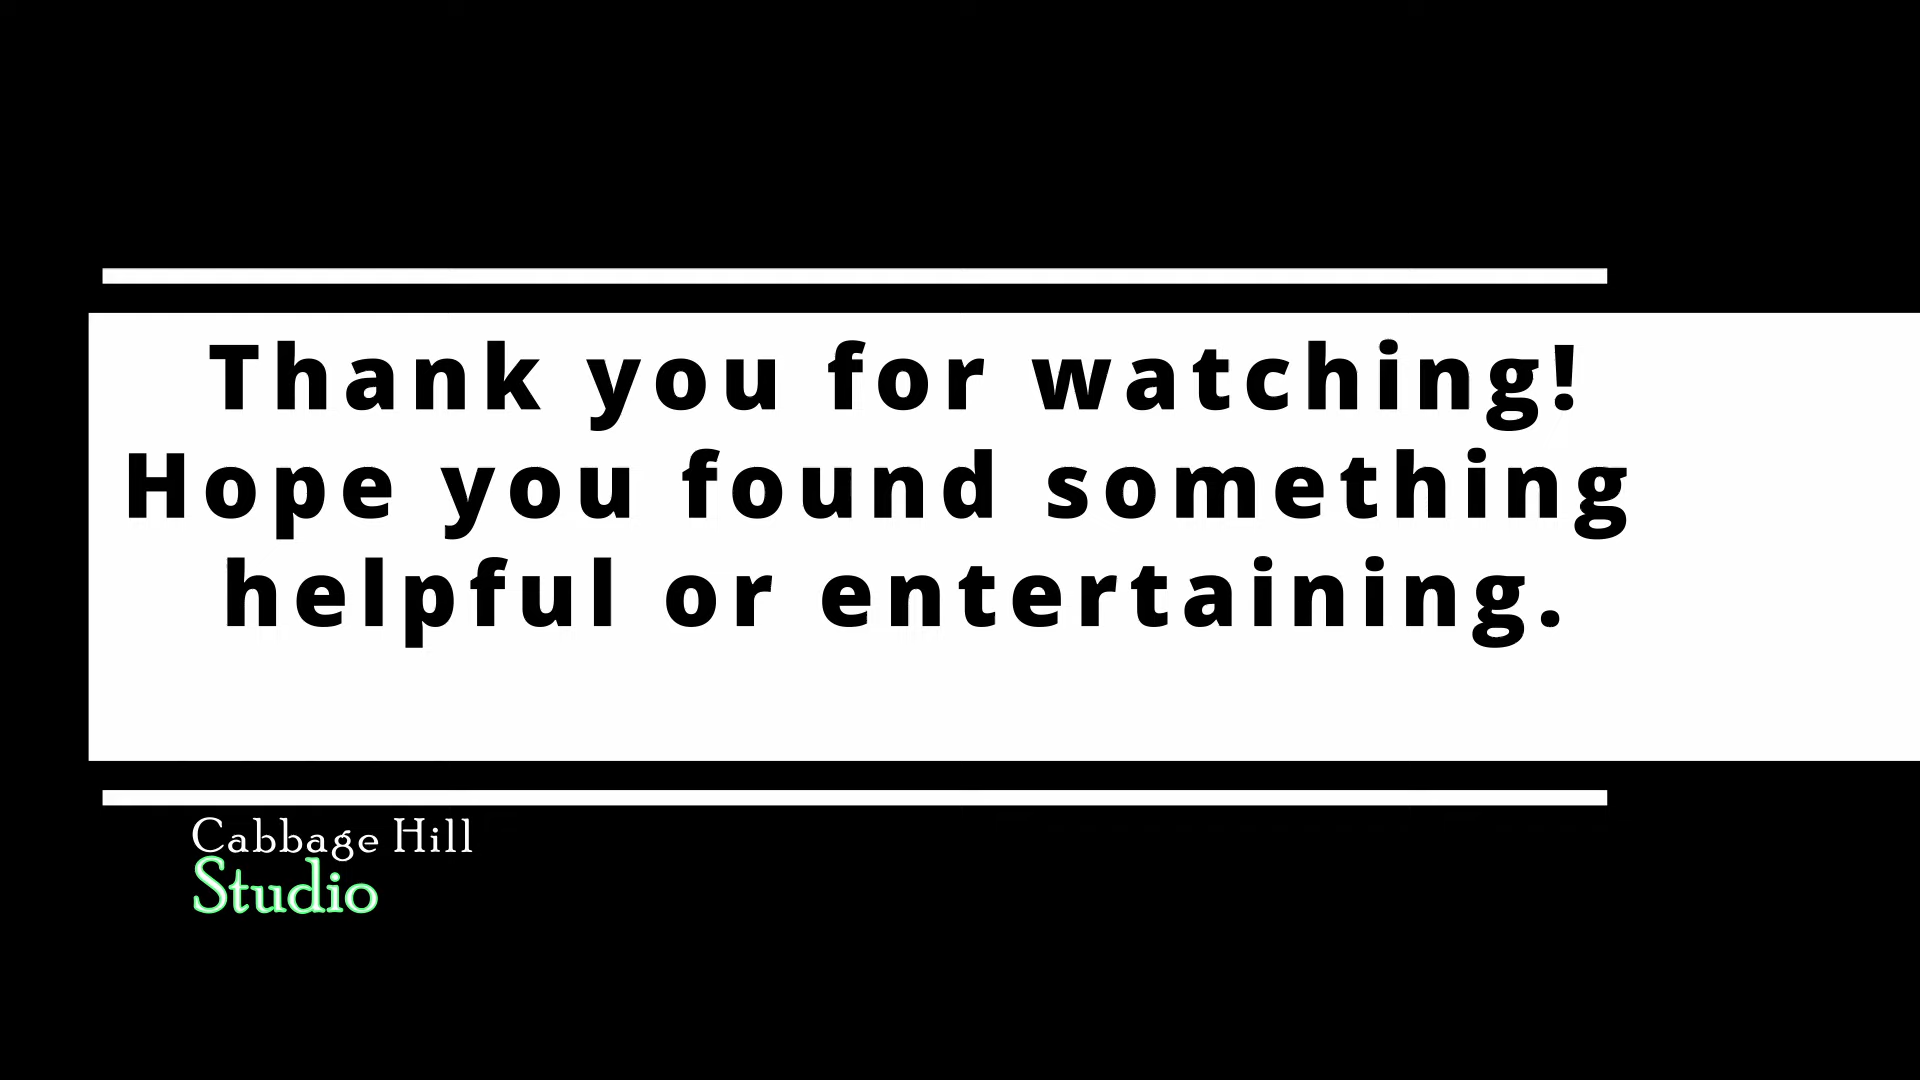 Thank you for watching!
Hope you found something
helpful or entertaining.
Cabbage Hill
Studio